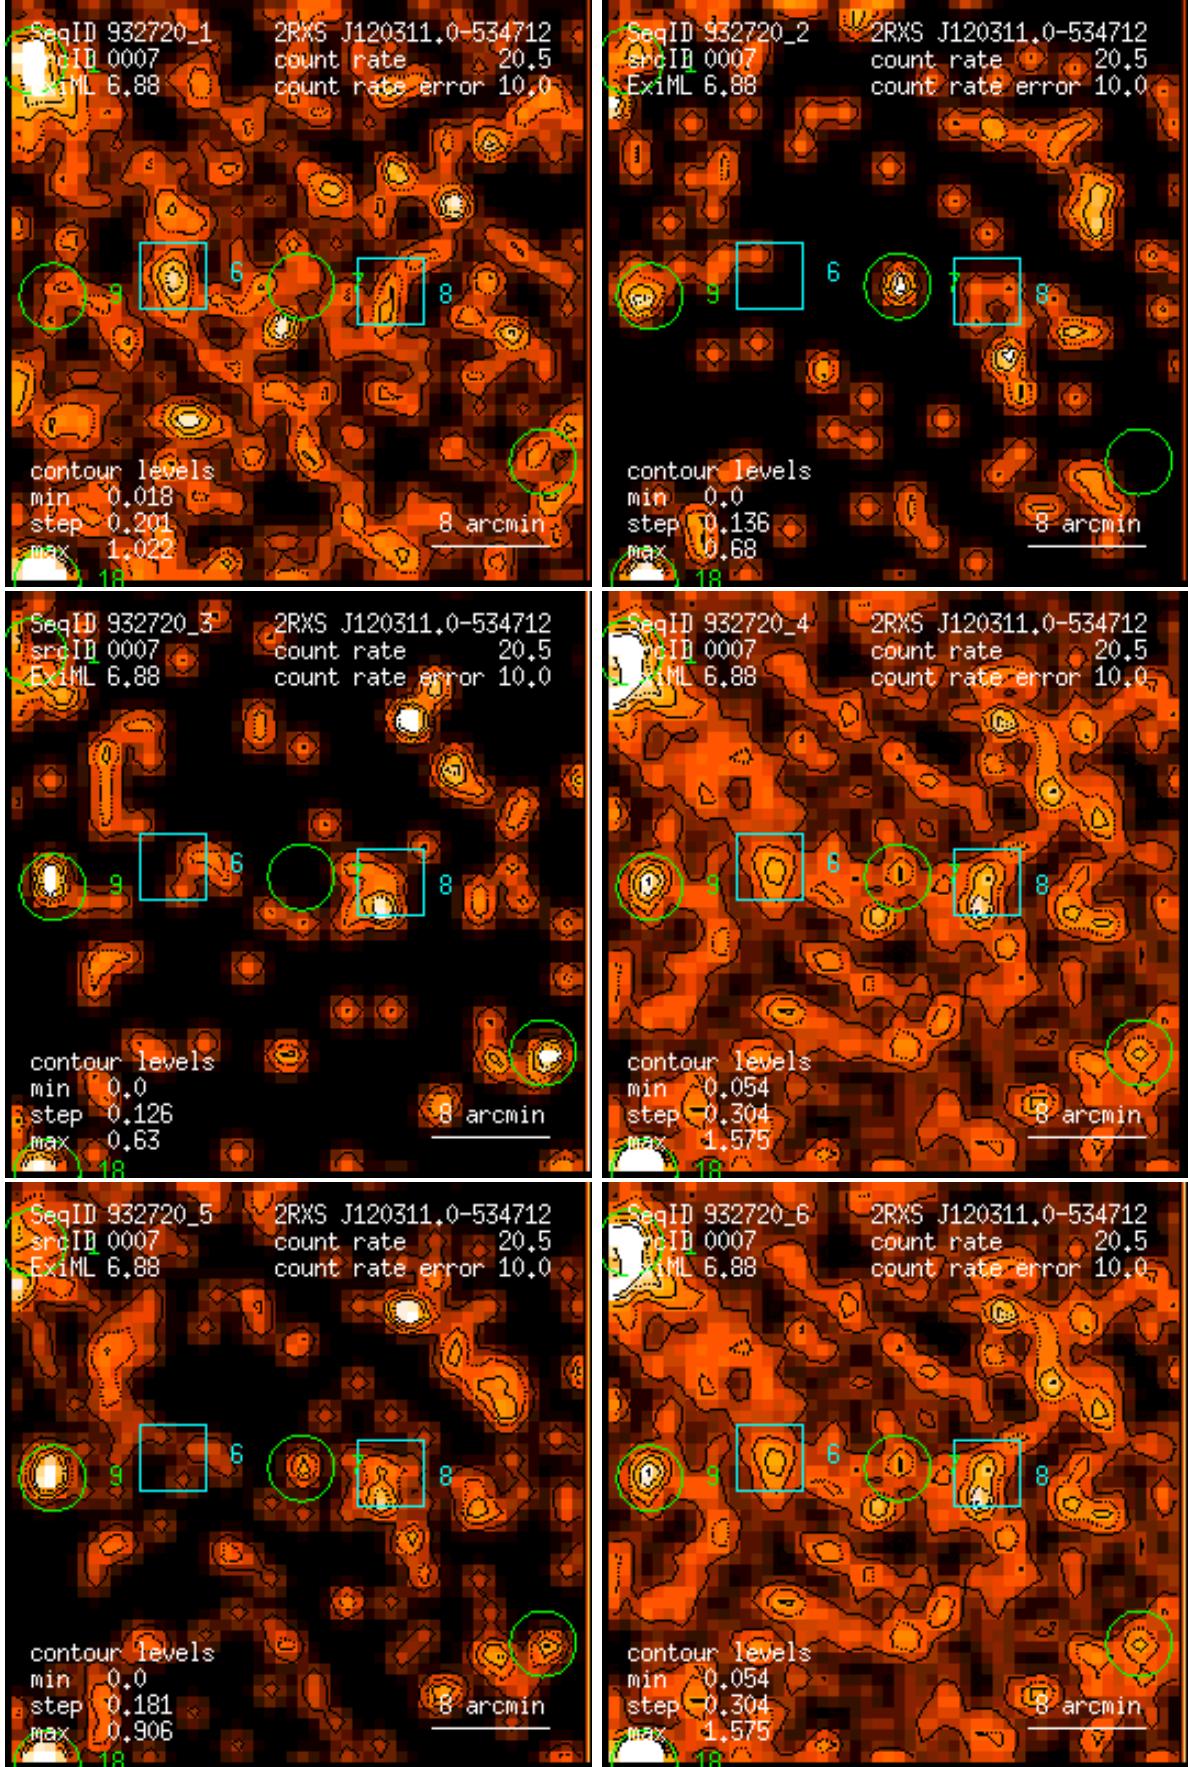 SeqID 932720_1 2RXS J120311.0-534712
srcID 0007 count rate 20.5
ExiML 6.88 count rate error 10.0
1
6
9
7
8
contour levels
min 0.018
step 0.201
max 1.022
8 arcmin
18
SeqID 932720_2 2RXS J120311.0-534712
srcID 0007 count rate 20.5
ExiML 6.88 count rate error 10.0
1
6
9
7
8
contour levels
min 0.0
step 0.136
max 0.68
8 arcmin
18
SeqID 932720_3 2RXS J120311.0-534712
srcID 0007 count rate 20.5
ExiML 6.88 count rate error 10.0
1
6
9
7
8
contour levels
min 0.0
step 0.126
max 0.63
8 arcmin
18
SeqID 932720_4 2RXS J120311.0-534712
srcID 0007 count rate 20.5
ExiML 6.88 count rate error 10.0
1
6
9
7
8
contour levels
min 0.054
step 0.304
max 1.575
8 arcmin
18
SeqID 932720_5 2RXS J120311.0-534712
srcID 0007 count rate 20.5
ExiML 6.88 count rate error 10.0
1
6
9
7
8
contour levels
min 0.0
step 0.181
max 0.906
8 arcmin
18
SeqID 932720_6 2RXS J120311.0-534712
srcID 0007 count rate 20.5
ExiML 6.88 count rate error 10.0
1
6
9
7
8
contour levels
min 0.054
step 0.304
max 1.575
8 arcmin
18